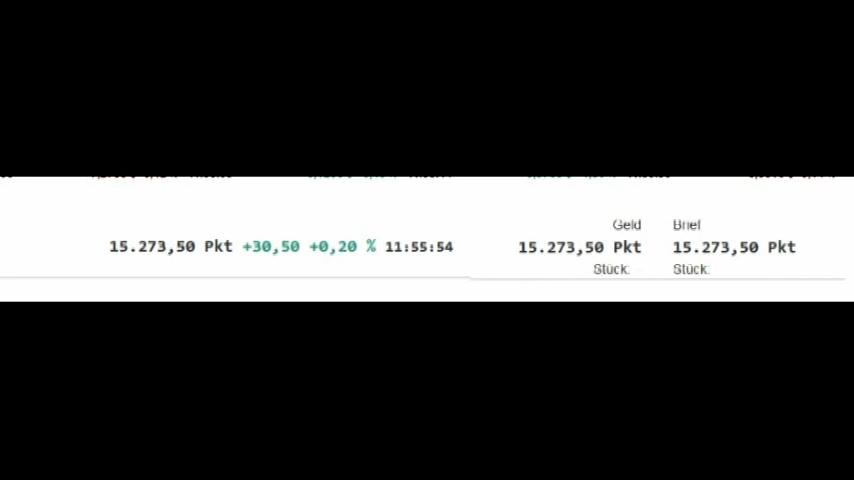 Geld Brief
15.273,50 Pkt +30,50 +0,20 % 11:55:54 15.273,50 Pkt 15.273,50 Pkt
Stück: Stück: